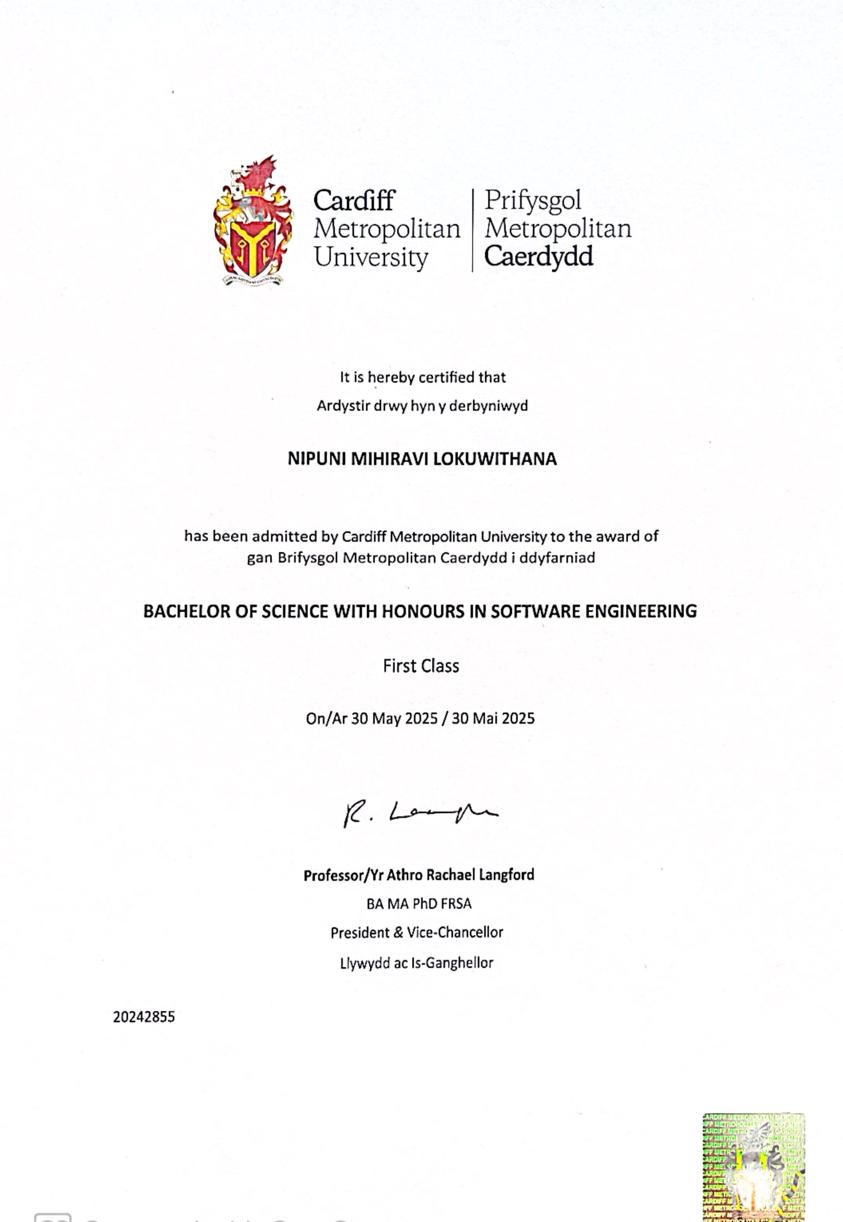 Cardiff
Metropolitan
University
Prifysgol
Metropolitan
Caerdydd
It is hereby certified that
Ardystir drwy hyn y derbyniwyd
NIPUNI MIHIRAVI LOKUWITHANA
has been admitted by Cardiff Metropolitan University to the award of
gan Brifysgol Metropolitan Caerdydd i ddyfarniad
BACHELOR OF SCIENCE WITH HONOURS IN SOFTWARE ENGINEERING
First Class
On/Ar 30 May 2025 / 30 Mai 2025
R.
Professor/Yr Athro Rachael Langford
BA MA PhD FRSA
President & Vice-Chancellor
Llywydd ac Is-Ganghellor
20242855